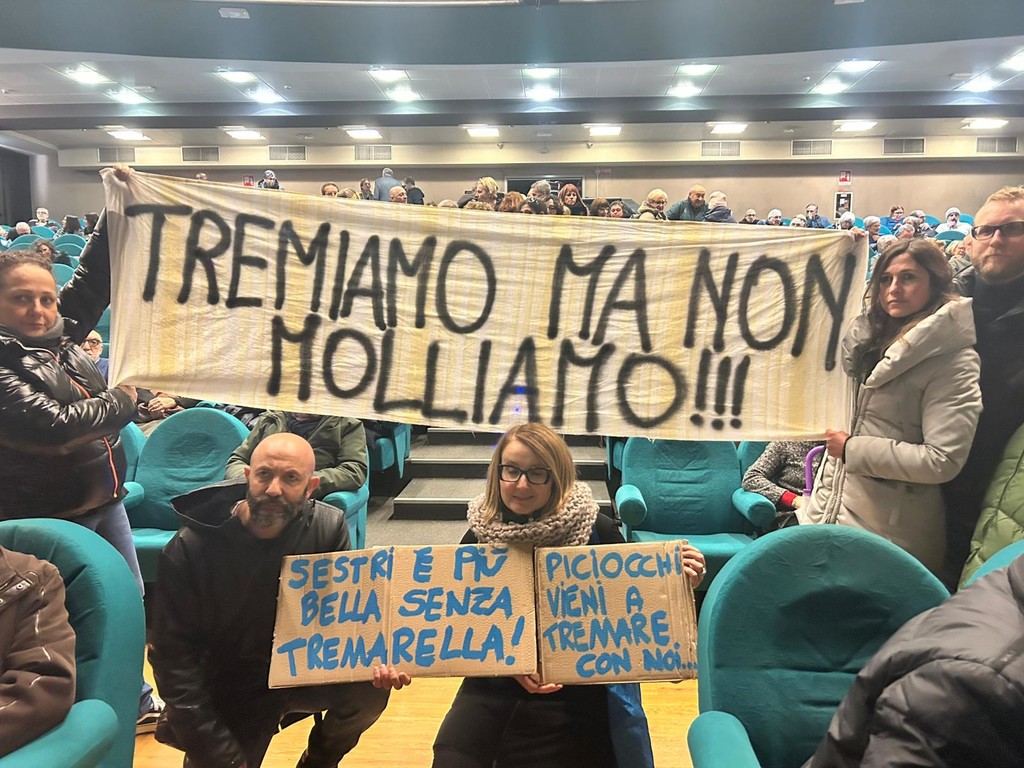 TREMIAMO MA NON
MOLLIAMO!!!
SESTRI E PIÙ
BELLA SENZA
TREMARELLA!
PICIOCCHI
VIENI A
TREMARE
CON NOI...